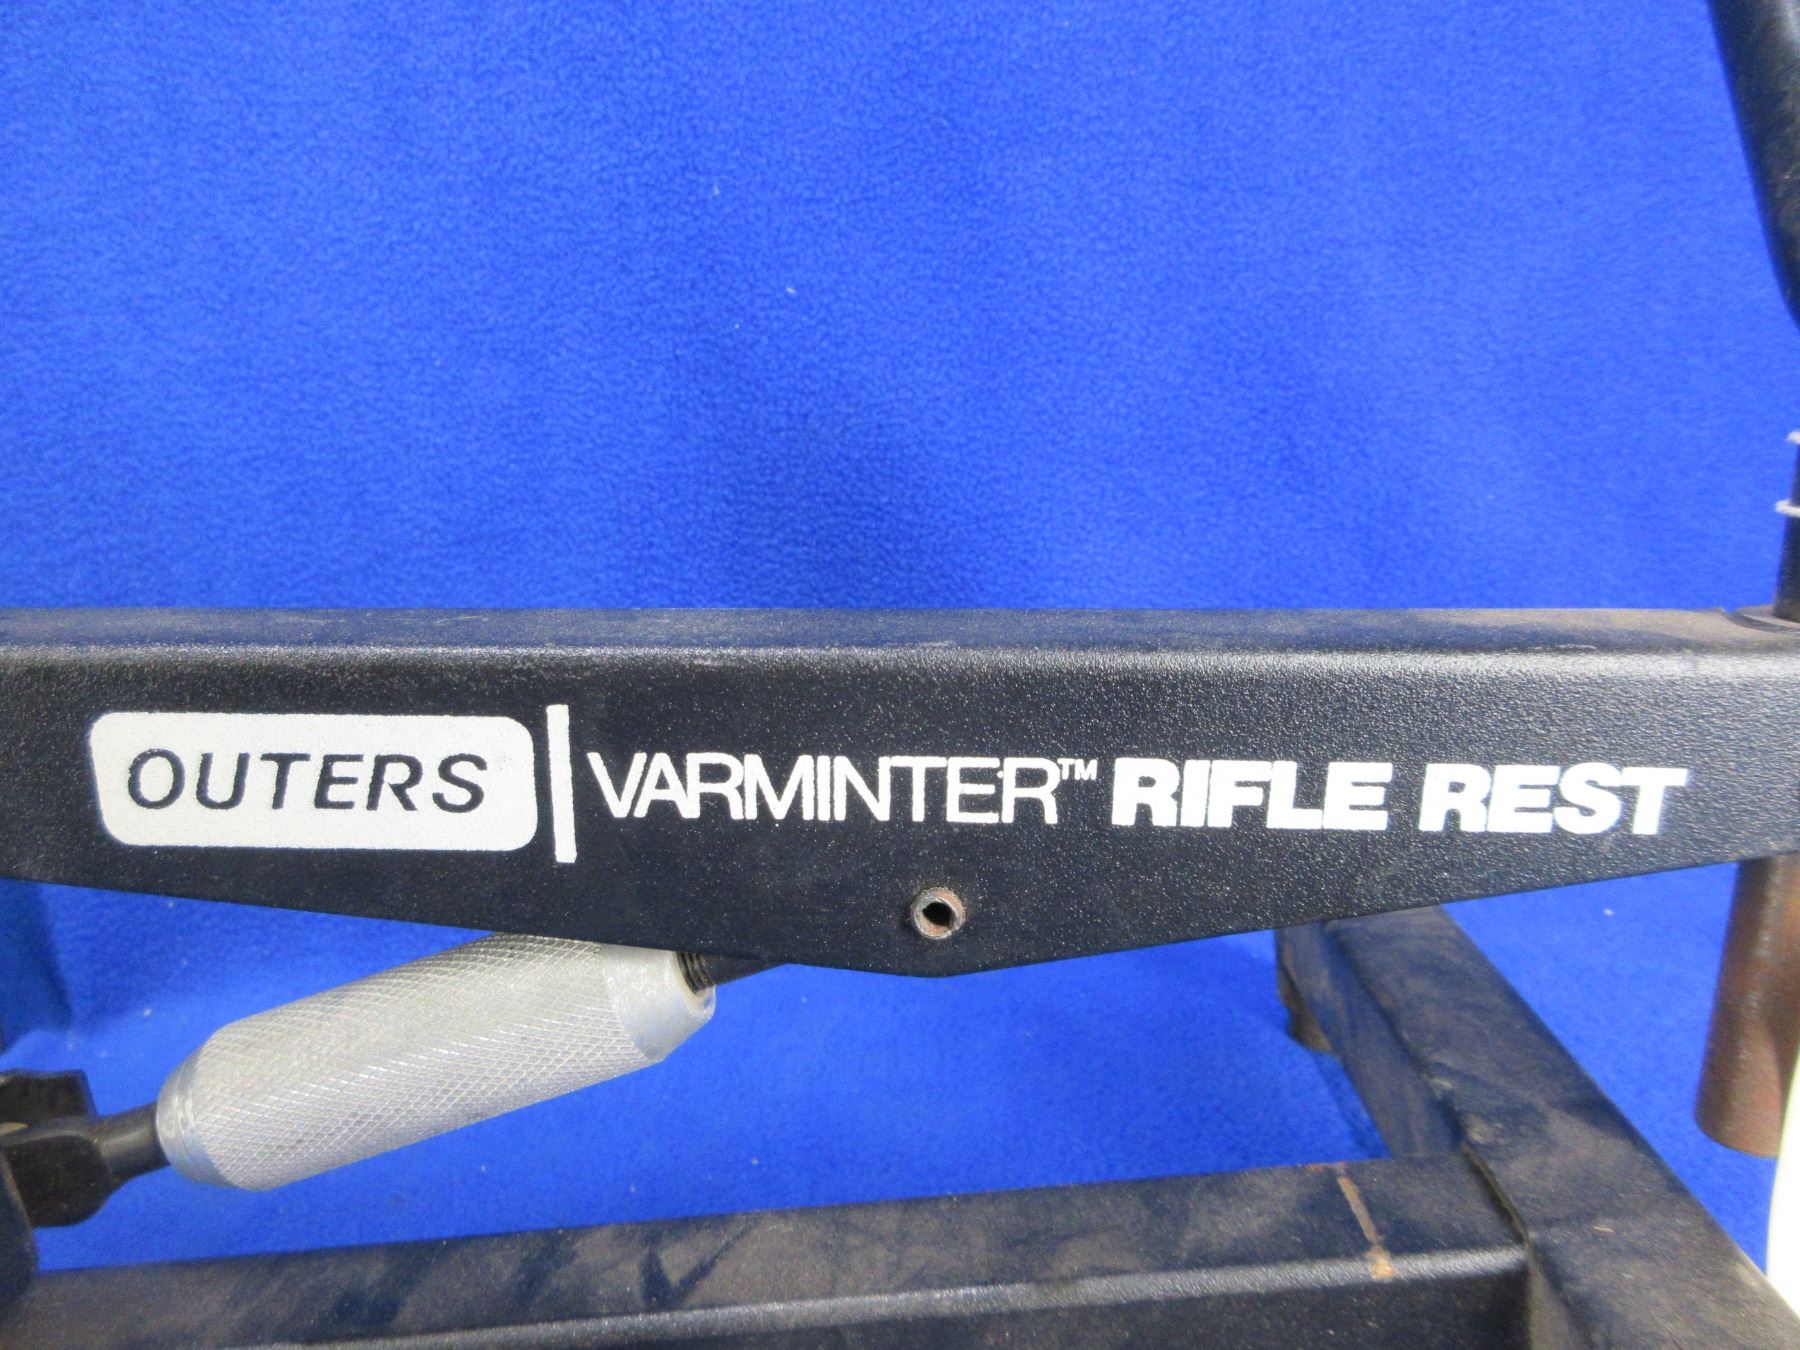 OUTERS | VARMINTER™ RIFLE REST